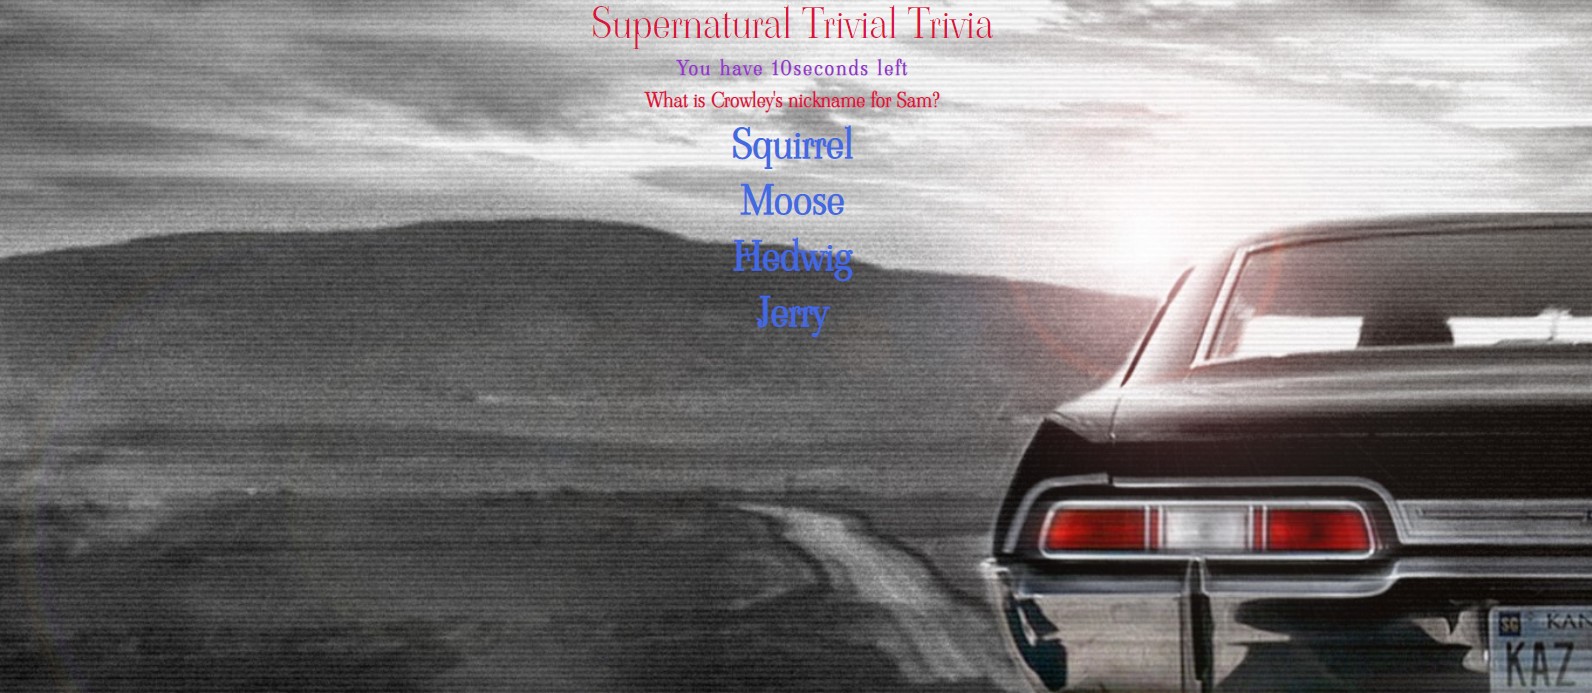 Supernatural Trivial Trivia
You have 10seconds left
What is Crowley's nickname for Sam?
Squirrel
Moose
Hedwig
Jerry
SG KAN
KAZ